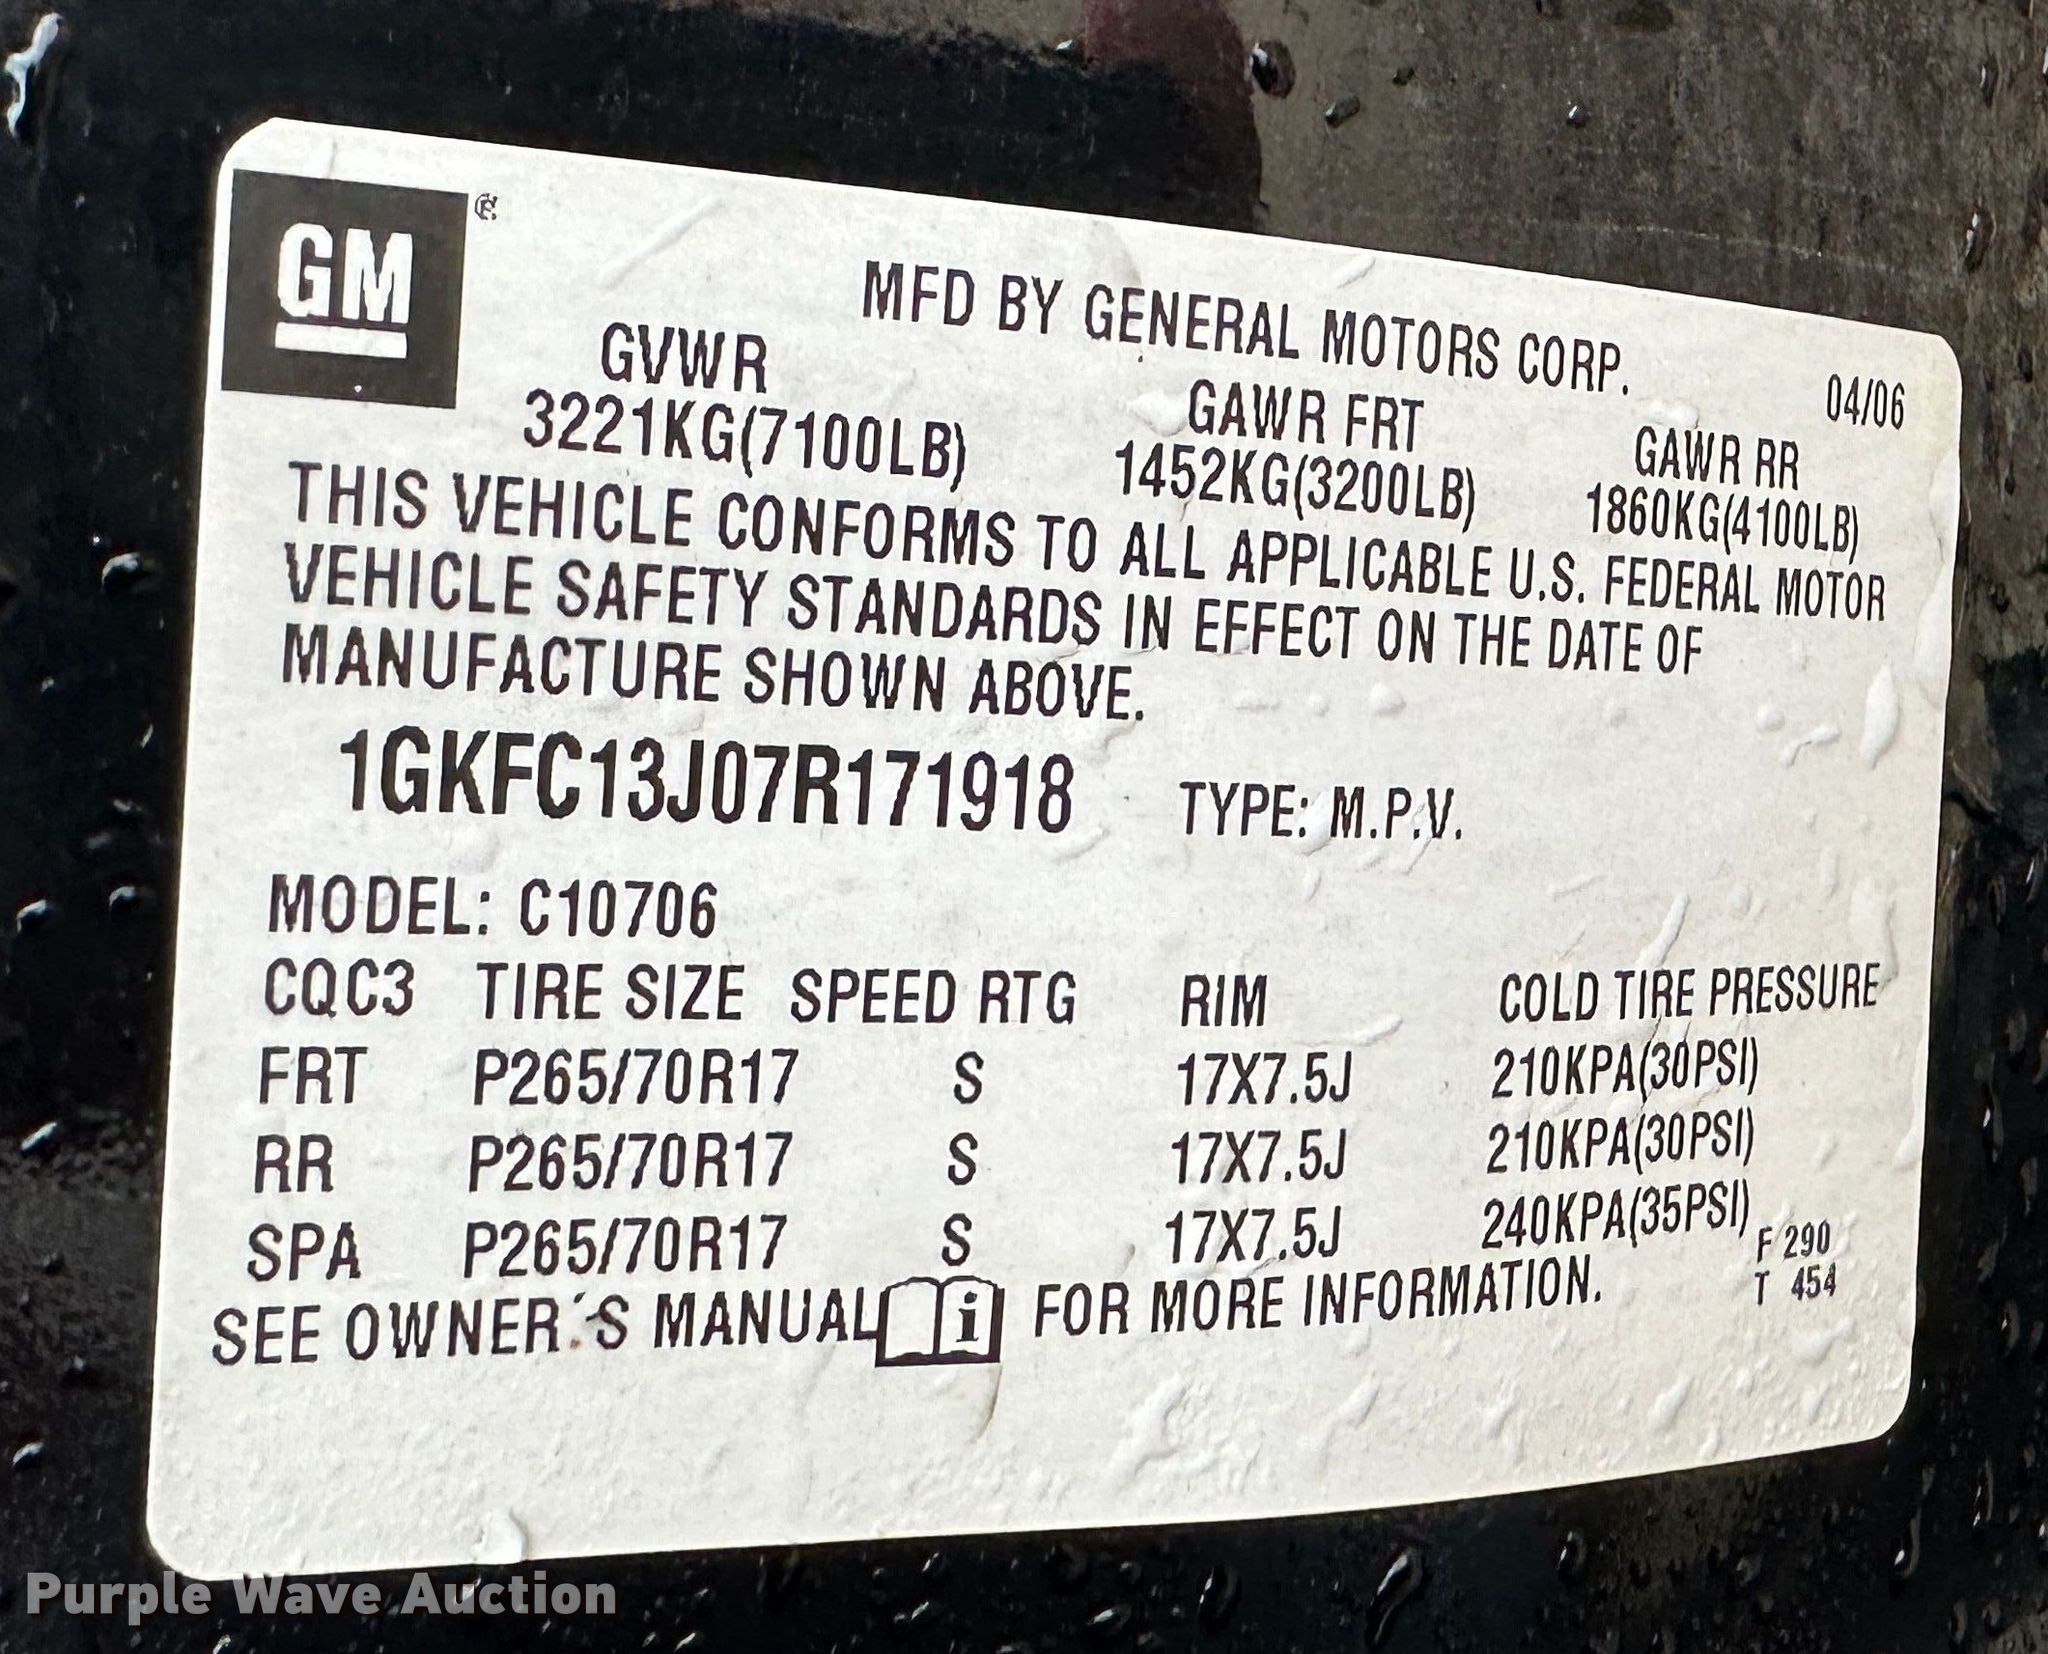 GM
MFD BY GENERAL MOTORS CORP.
04/06
GVWR
GAWR FRT
GAWR RR
3221KG(7100LB)
1452KG(3200LB)
1860KG(4100LB)
THIS VEHICLE CONFORMS TO ALL APPLICABLE U.S. FEDERAL MOTOR
VEHICLE SAFETY STANDARDS IN EFFECT ON THE DATE OF
MANUFACTURE SHOWN ABOVE.
1GKFC13J07R171918 TYPE: M.P.V.
MODEL: C10706
CQC3 TIRE SIZE SPEED RTG RIM COLD TIRE PRESSURE
FRT P265/70R17 S 17X7.5J 210KPA(30PSI)
RR P265/70R17 S 17X7.5J 210KPA(30PSI)
SPA P265/70R17 S 17X7.5J 240KPA(35PSI)
F 290
T 454
SEE OWNER'S MANUAL i FOR MORE INFORMATION.
Purple Wave Auction